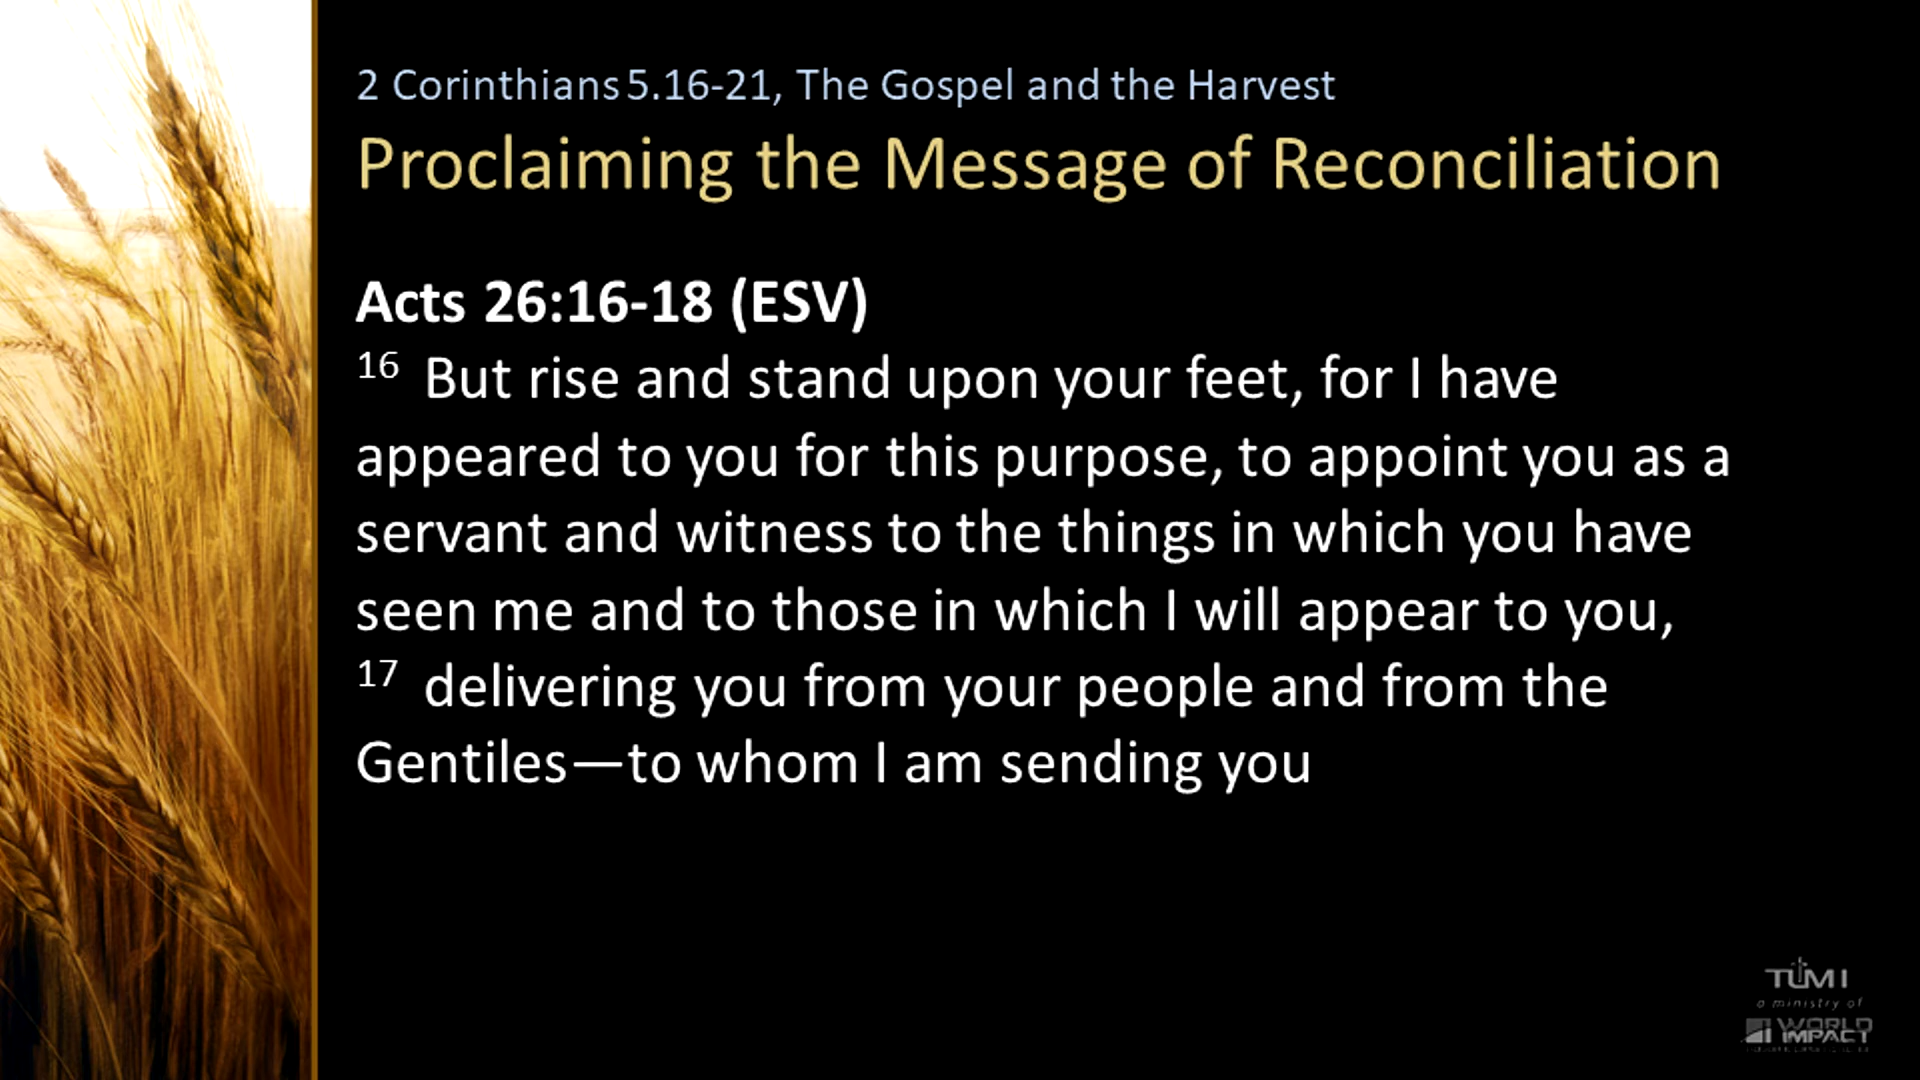 2 Corinthians 5.16-21, The Gospel and the Harvest
Proclaiming the Message of Reconciliation
Acts 26:16-18 (ESV)
16 But rise and stand upon your feet, for I have
appeared to you for this purpose, to appoint you as a
servant and witness to the things in which you have
seen me and to those in which I will appear to you,
17 delivering you from your people and from the
Gentiles—to whom I am sending you
TUMI
a ministry of
WORLD
IMPACT